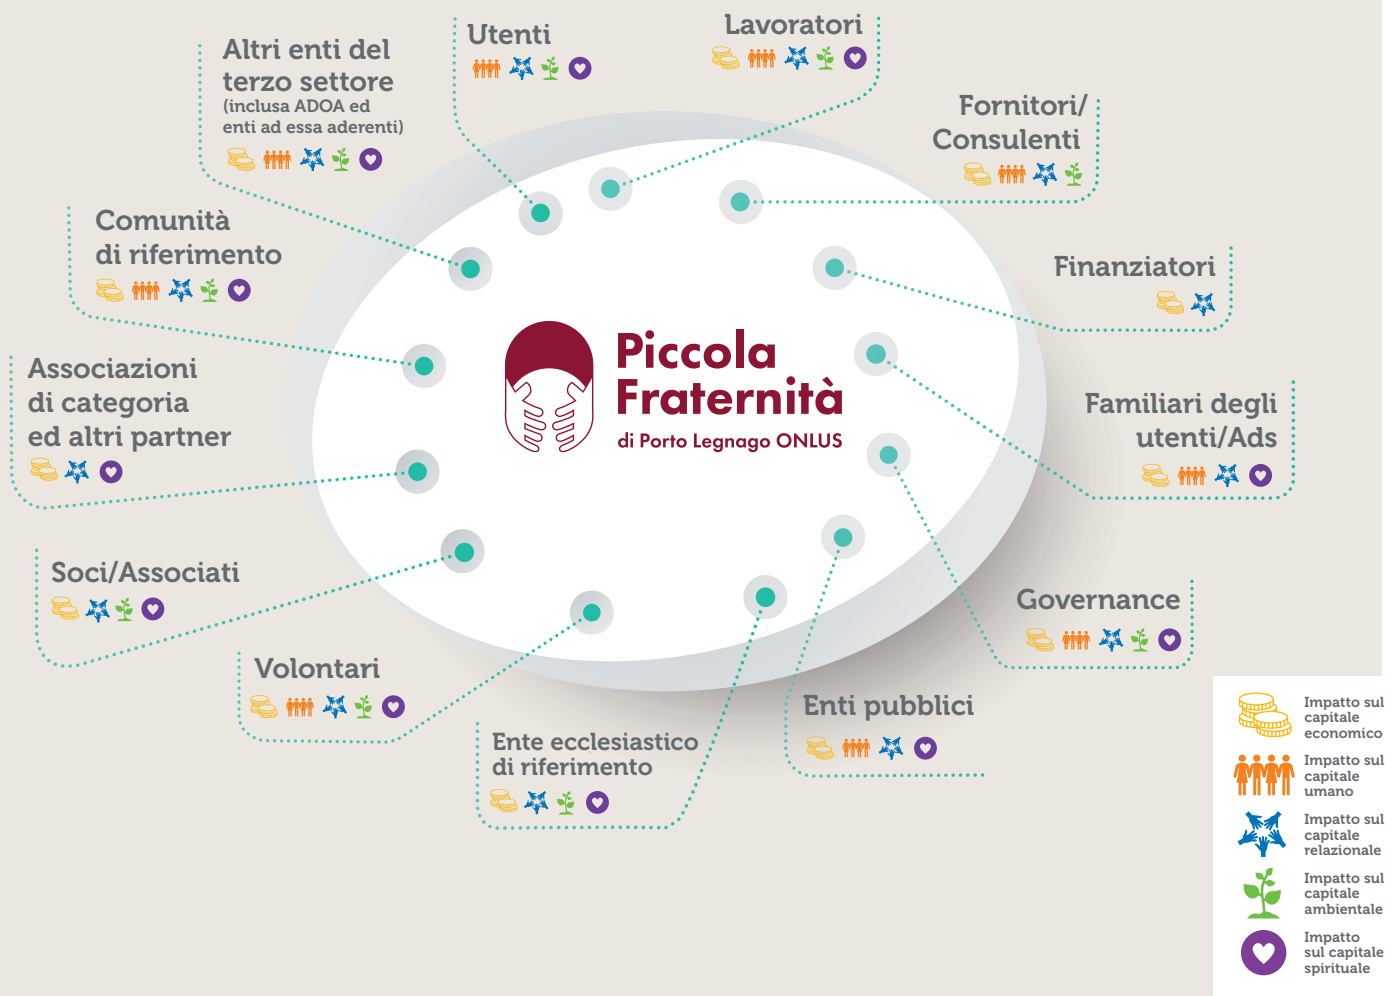 Altri enti del
terzo settore
(inclusa ADOA ed
enti ad essa aderenti)
Utenti
Lavoratori
Fornitori/
Consulenti
Comunità
di riferimento
Finanziatori
Associazioni
di categoria
ed altri partner
Piccola
Fraternità
di Porto Legnago ONLUS
Familiari degli
utenti/Ads
Soci/Associati
Governance
Volontari
Enti pubblici
Ente ecclesiastico
di riferimento
Impatto sul
capitale
economico
Impatto sul
capitale
umano
Impatto sul
capitale
relazionale
Impatto sul
capitale
ambientale
Impatto
sul capitale
spirituale